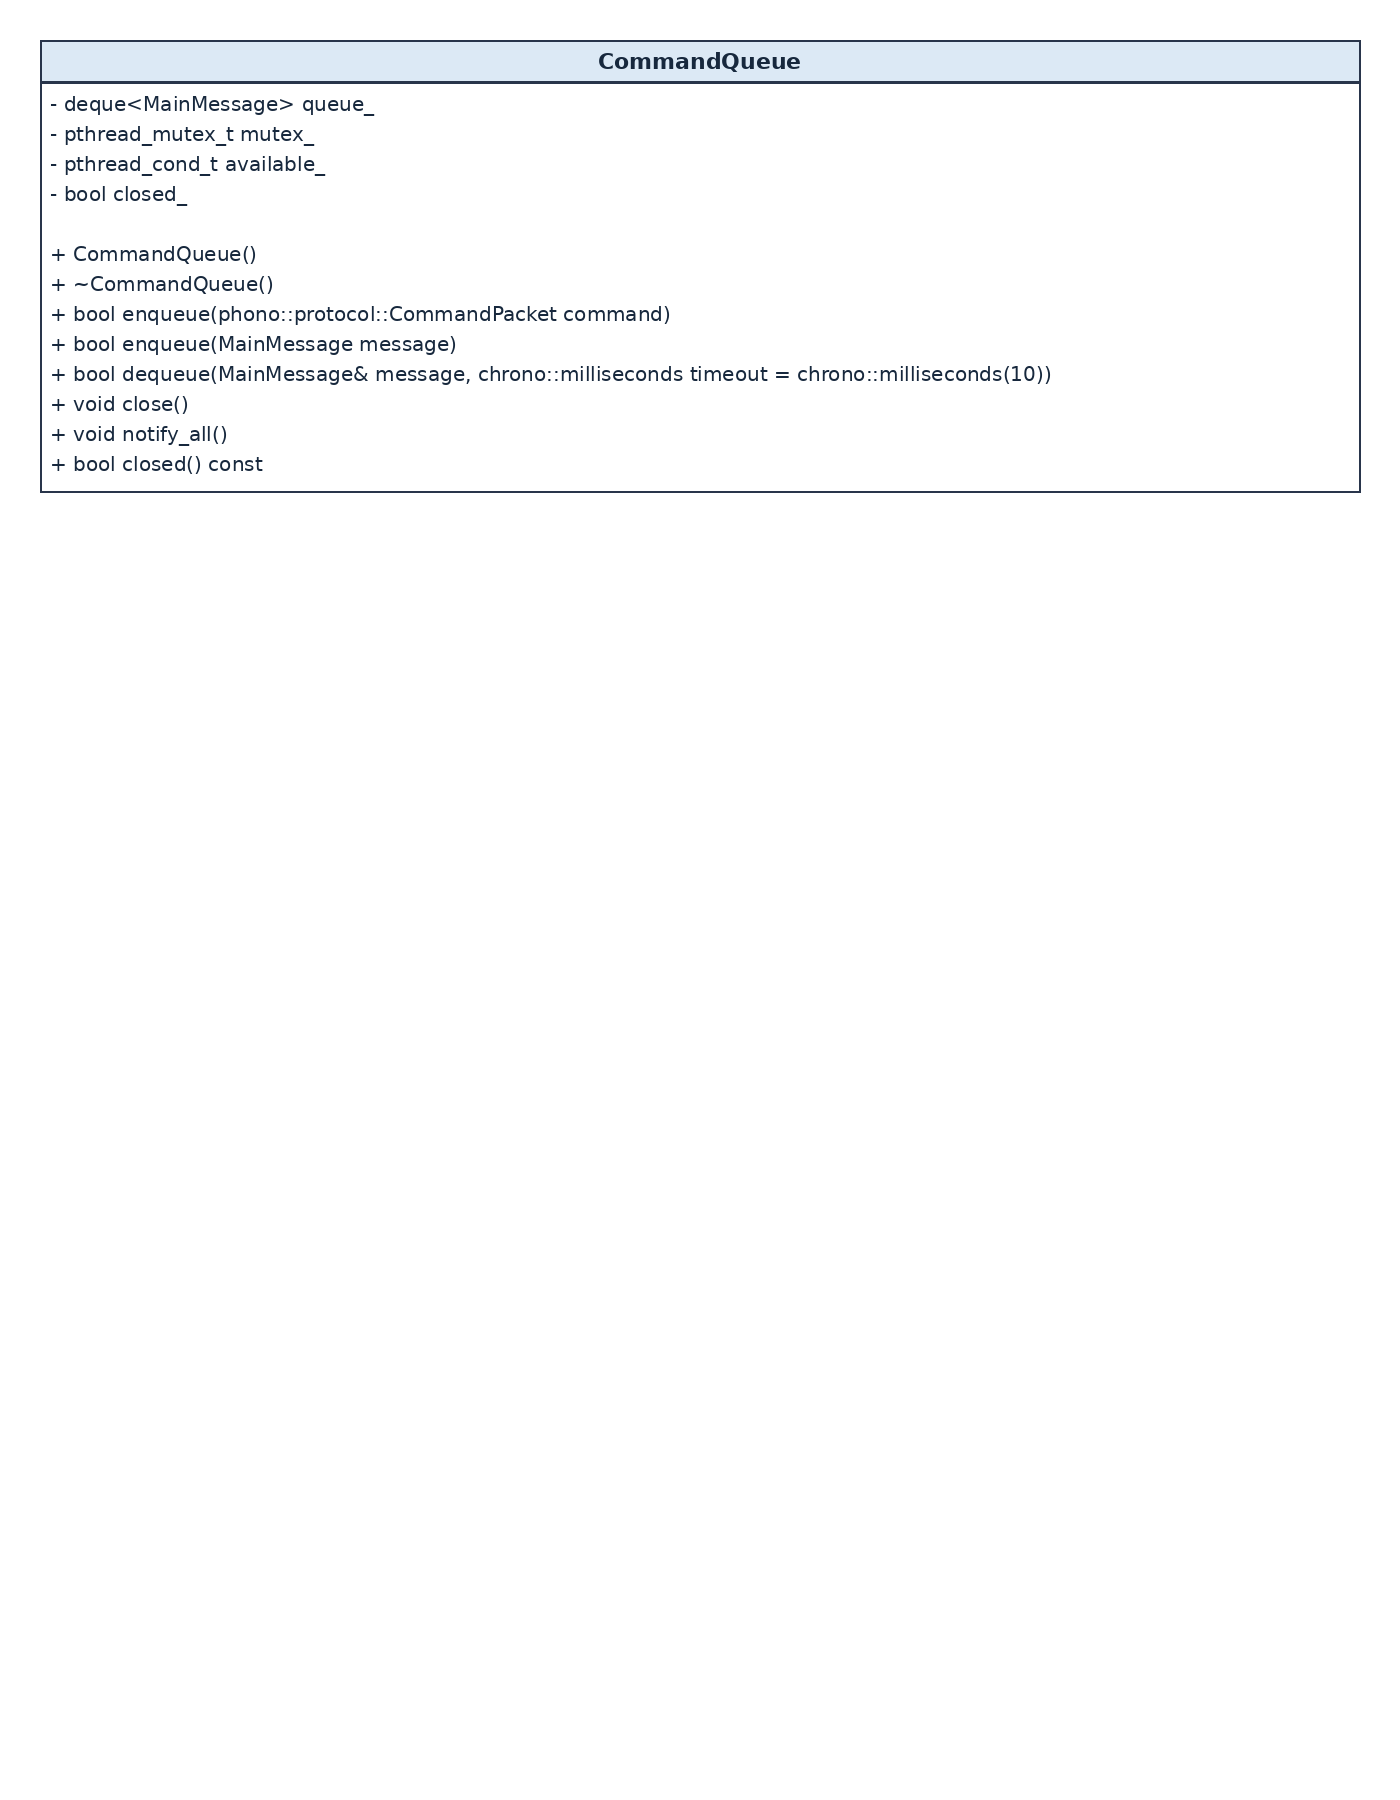 CommandQueue
- deque<MainMessage> queue_
- pthread_mutex_t mutex_
- pthread_cond_t available_
- bool closed_
+ CommandQueue()
+ ~CommandQueue()
+ bool enqueue(phono::protocol::CommandPacket command)
+ bool enqueue(MainMessage message)
+ bool dequeue(MainMessage& message, chrono::milliseconds timeout = chrono::milliseconds(10))
+ void close()
+ void notify_all()
+ bool closed() const